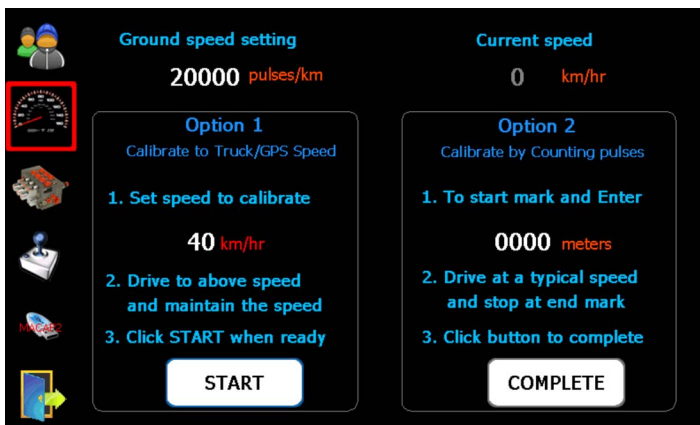 Ground speed setting
20000 pulses/km
Current speed
0 km/hr
Option 1
Calibrate to Truck/GPS Speed
1. Set speed to calibrate
40 km/hr
2. Drive to above speed
and maintain the speed
3. Click START when ready
START
Option 2
Calibrate by Counting pulses
1. To start mark and Enter
0000 meters
2. Drive at a typical speed
and stop at end mark
3. Click button to complete
COMPLETE